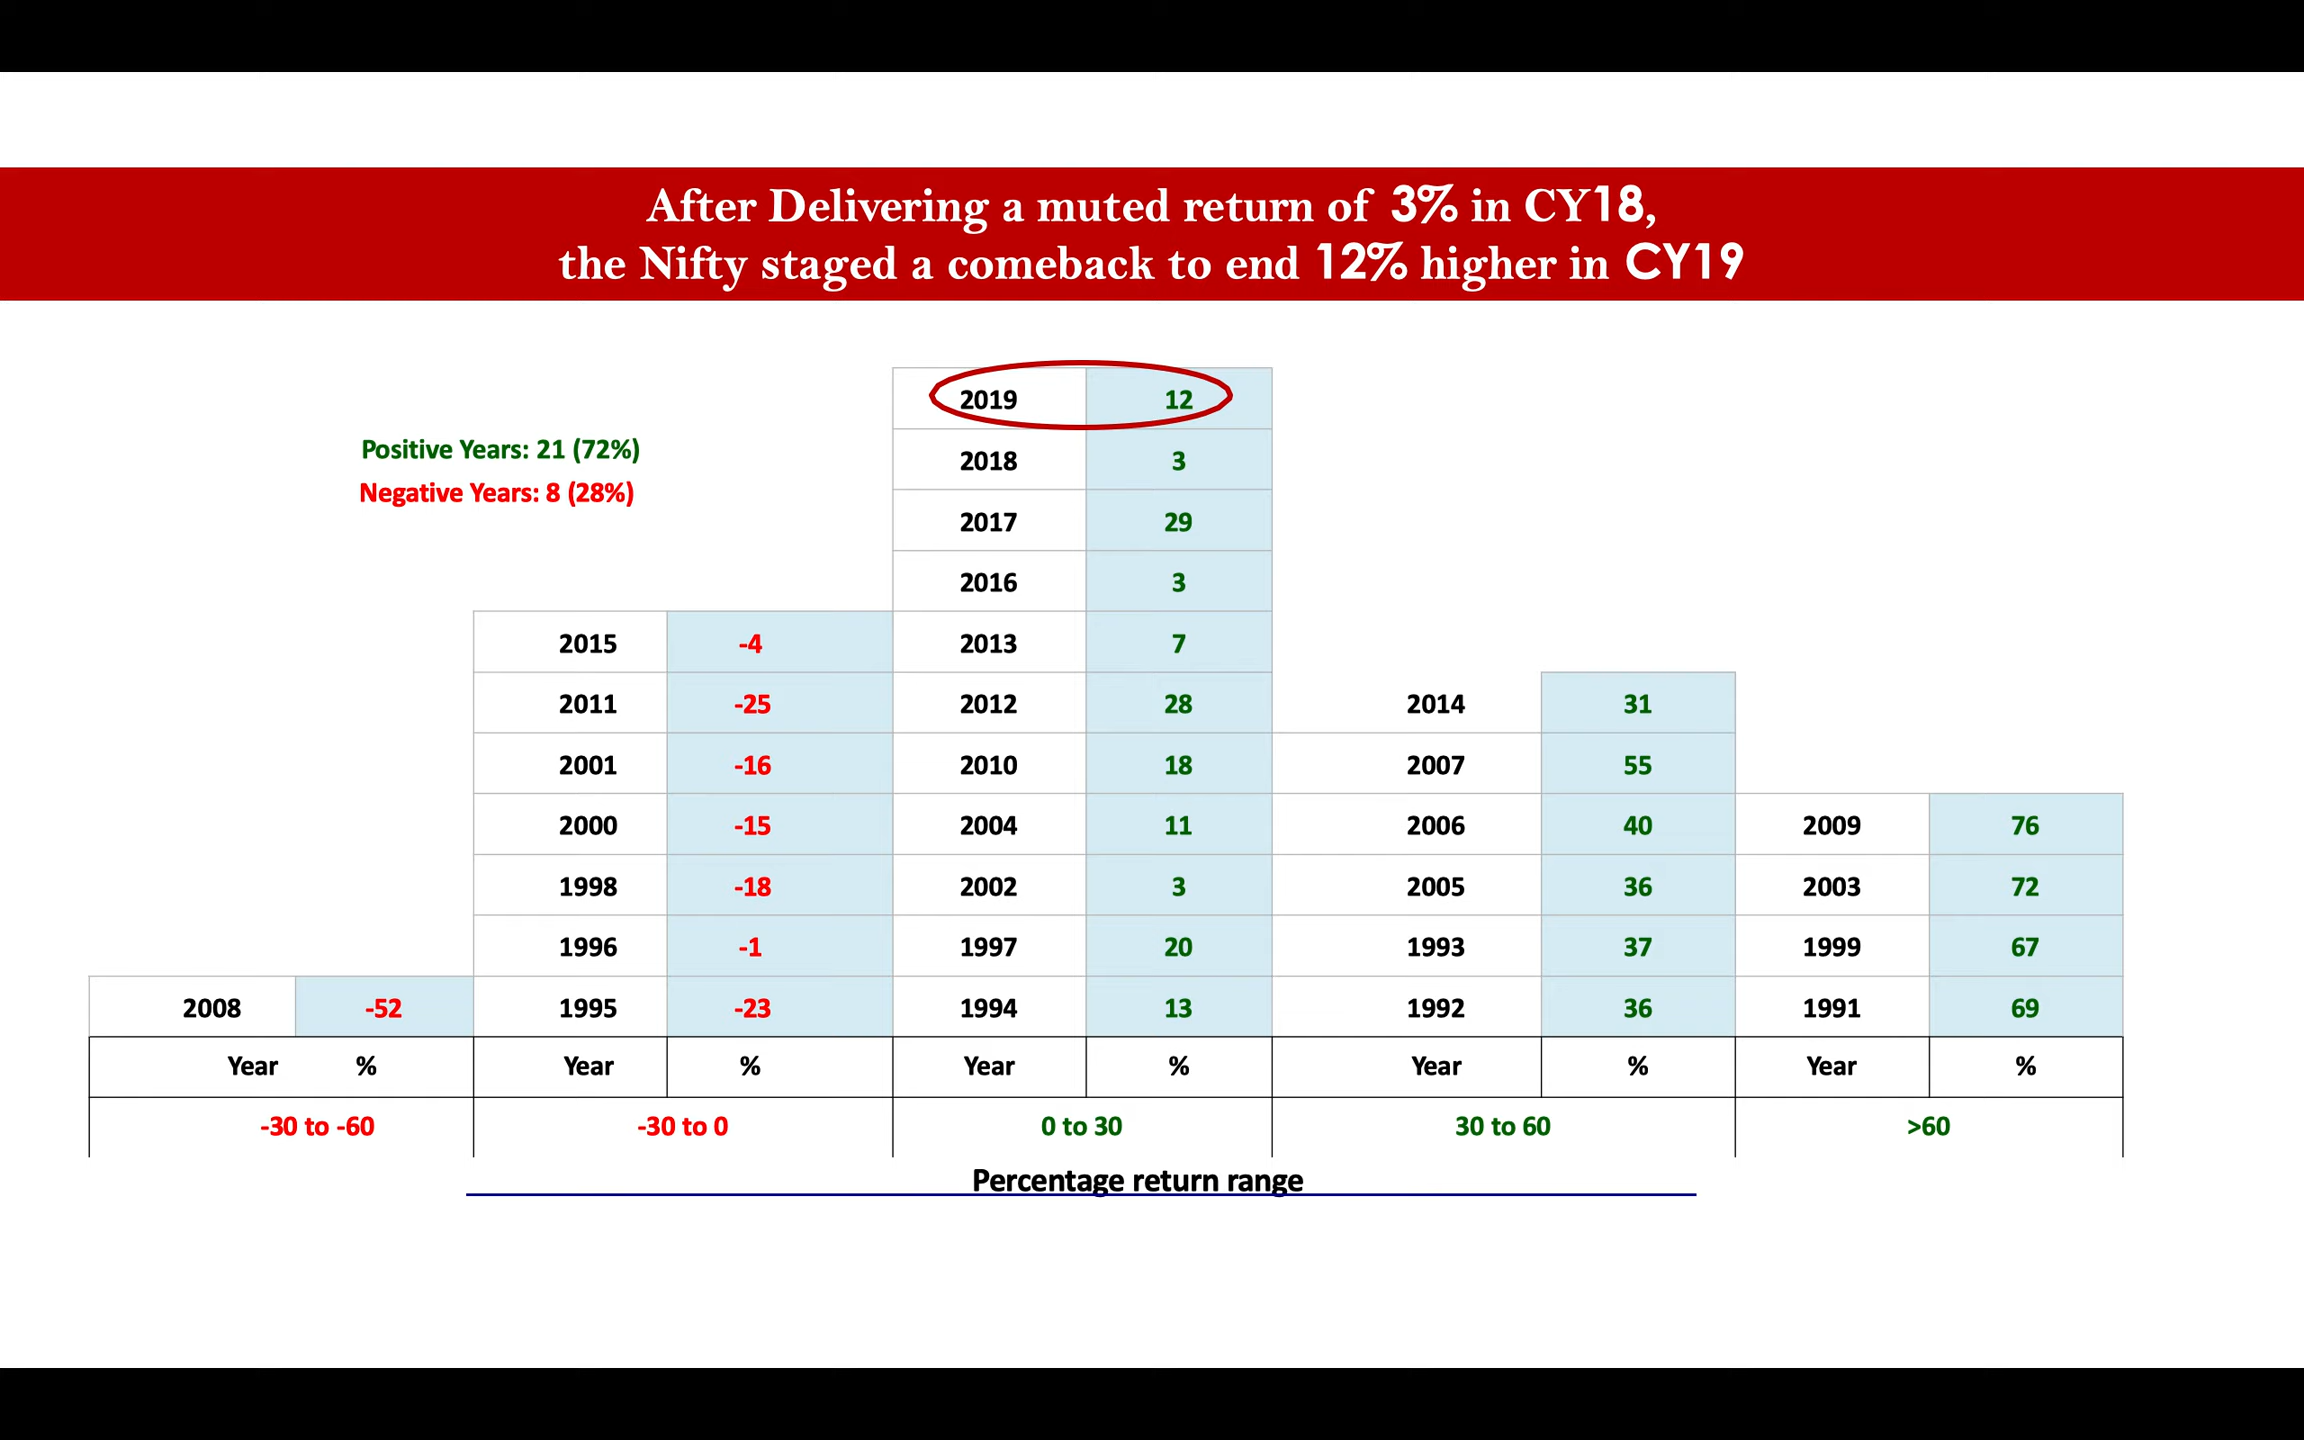 After Delivering a muted return of 3% in CY18,
the Nifty staged a comeback to end 12% higher in CY19
2019 12
Positive Years: 21 (72%)
2018 3
Negative Years: 8 (28%)
2017 29
2016 3
2015 -4 2013 7
2011 -25 2012 28 2014 31
2001 -16 2010 18 2007 55
2000 -15 2004 11 2006 40 2009 76
1998 -18 2002 3 2005 36 2003 72
1996 -1 1997 20 1993 37 1999 67
2008 -52 1995 -23 1994 13 1992 36 1991 69
Year % Year % Year % Year % Year %
-30 to -60 -30 to 0 0 to 30 30 to 60 >60
Percentage return range